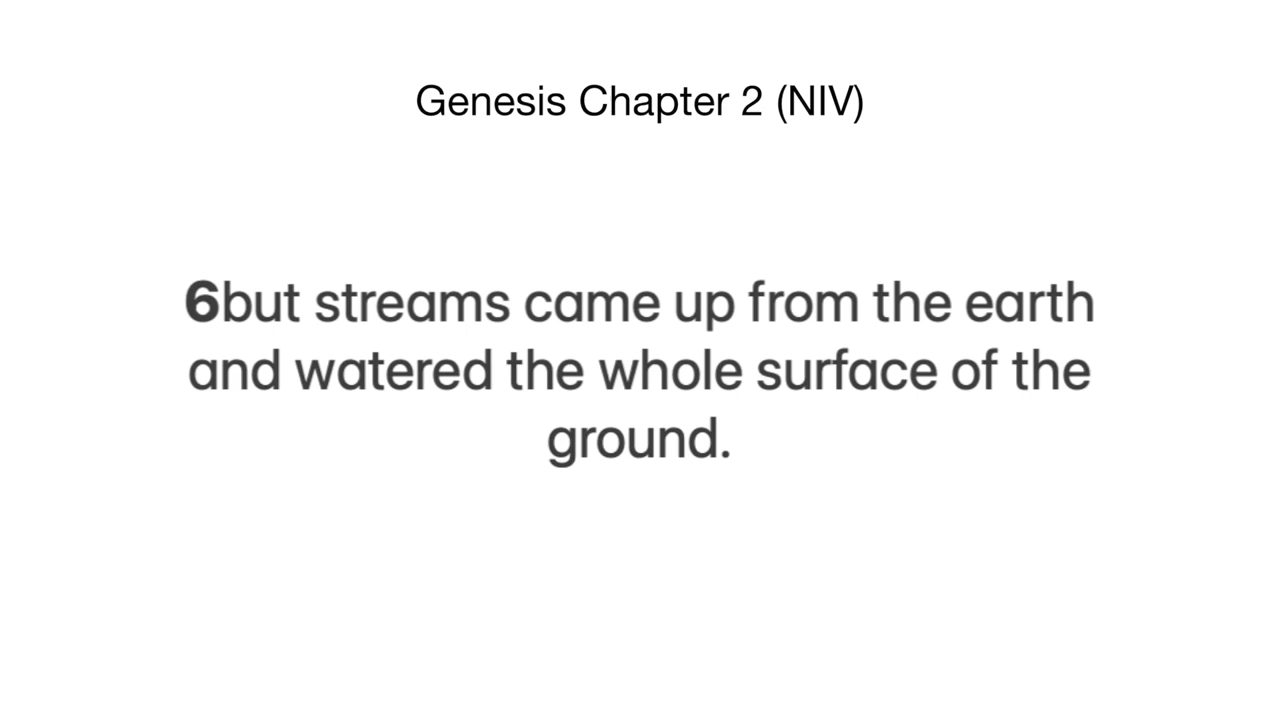 Genesis Chapter 2 (NIV)
6but streams came up from the earth
and watered the whole surface of the
ground.